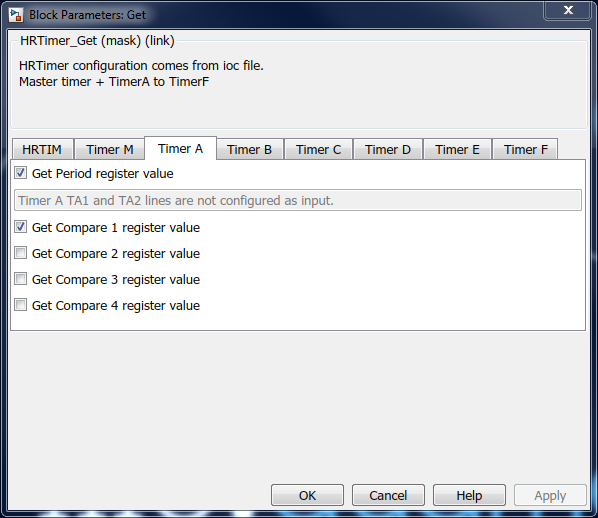 Block Parameters: Get
HRTimer_Get (mask) (link)
HRTimer configuration comes from ioc file.
Master timer + TimerA to TimerF
HRTIM Timer M Timer A Timer B Timer C Timer D Timer E Timer F
Get Period register value
Timer A TA1 and TA2 lines are not configured as input.
Get Compare 1 register value
Get Compare 2 register value
Get Compare 3 register value
Get Compare 4 register value
OK Cancel Help Apply